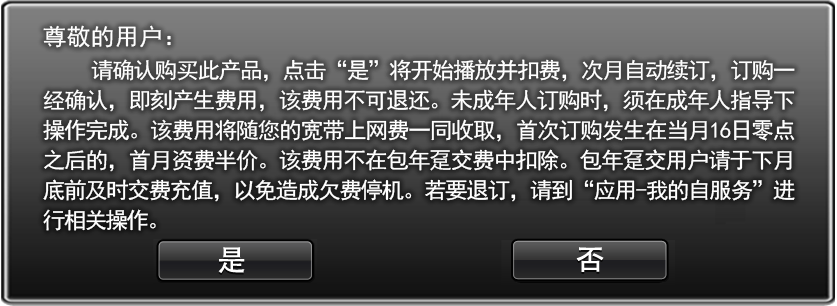 尊敬的用户：
请确认购买此产品，点击“是”将开始播放并扣费，次月自动续订，订购一
经确认，即刻产生费用，该费用不可退还。未成年人订购时，须在成年人指导下
操作完成。该费用将随您的宽带上网费一同收取，首次订购发生在当月16日零点
之后的，首月资费半价。该费用不在包年趸交费中扣除。包年趸交用户请于下月
底前及时交费充值，以免造成欠费停机。若要退订，请到“应用-我的自服务”进
行相关操作。
是
否